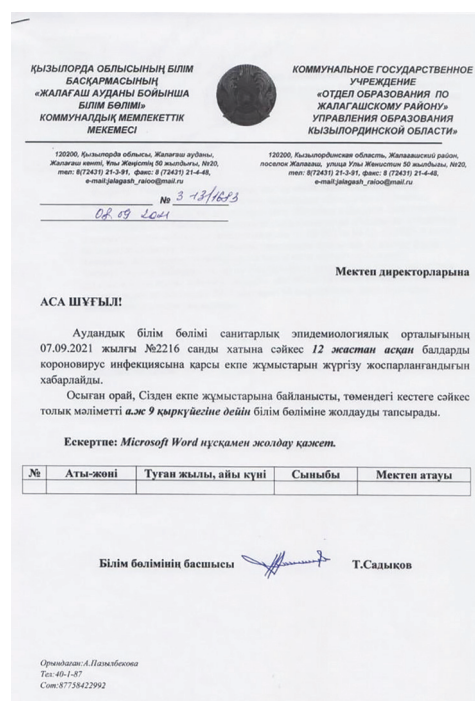 ҚЫЗЫЛОРДА ОБЛЫСЫНЫҢ БІЛІМ
БАСҚАРМАСЫНЫҢ
«ЖАЛАҒАШ АУДАНЫ БОЙЫНША
БІЛІМ БӨЛІМІ»
КОММУНАЛДЫҚ МЕМЛЕКЕТТІК
МЕКЕМЕСІ
КОММУНАЛЬНОЕ ГОСУДАРСТВЕННОЕ
УЧРЕЖДЕНИЕ
«ОТДЕЛ ОБРАЗОВАНИЯ ПО
ЖАЛАГАШСКОМУ РАЙОНУ»
УПРАВЛЕНИЯ ОБРАЗОВАНИЯ
КЫЗЫЛОРДИНСКОЙ ОБЛАСТИ»
120200, Қызылорда облысы, Жалағаш ауданы,
Жалағаш кенті, Ұлы Жеңістің 50 жылдығы, №20,
тел: 8(72431) 21-3-91, факс: 8 (72431) 21-4-48,
e-mail:jalagash_raioo@mail.ru
120200, Кызылординская область, Жалагашский район,
поселок Жалагаш, улица Улы Женистин 50 жылдыгы, №20,
тел: 8(72431) 21-3-91, факс: 8 (72431) 21-4-48,
e-mail:jalagash_raioo@mail.ru
№ 3-13/1683
08.09 2021
Мектеп директорларына
АСА ШҰҒЫЛ!
Аудандық білім бөлімі санитарлық эпидемиологиялық орталығының
07.09.2021 жылғы №2216 санды хатына сәйкес 12 жастан асқан балдарды
короновирус инфекциясына қарсы екпе жұмыстарын жүргізу жоспарланғандығын
хабарлайды.
Осыған орай, Сізден екпе жұмыстарына байланысты, төмендегі кестеге сәйкес
толық мәліметті а.ж 9 қыркүйегіне дейін білім бөліміне жолдауды тапсырады.
Ескертпе: Microsoft Word нұсқамен жолдау қажет.
№ Аты-жөні Туған жылы, айы күні Сыныбы Мектеп атауы
Білім бөлімінің басшысы Т.Садықов
Орындаған:А.Пазылбекова
Тел:40-1-87
Сот:87758422992